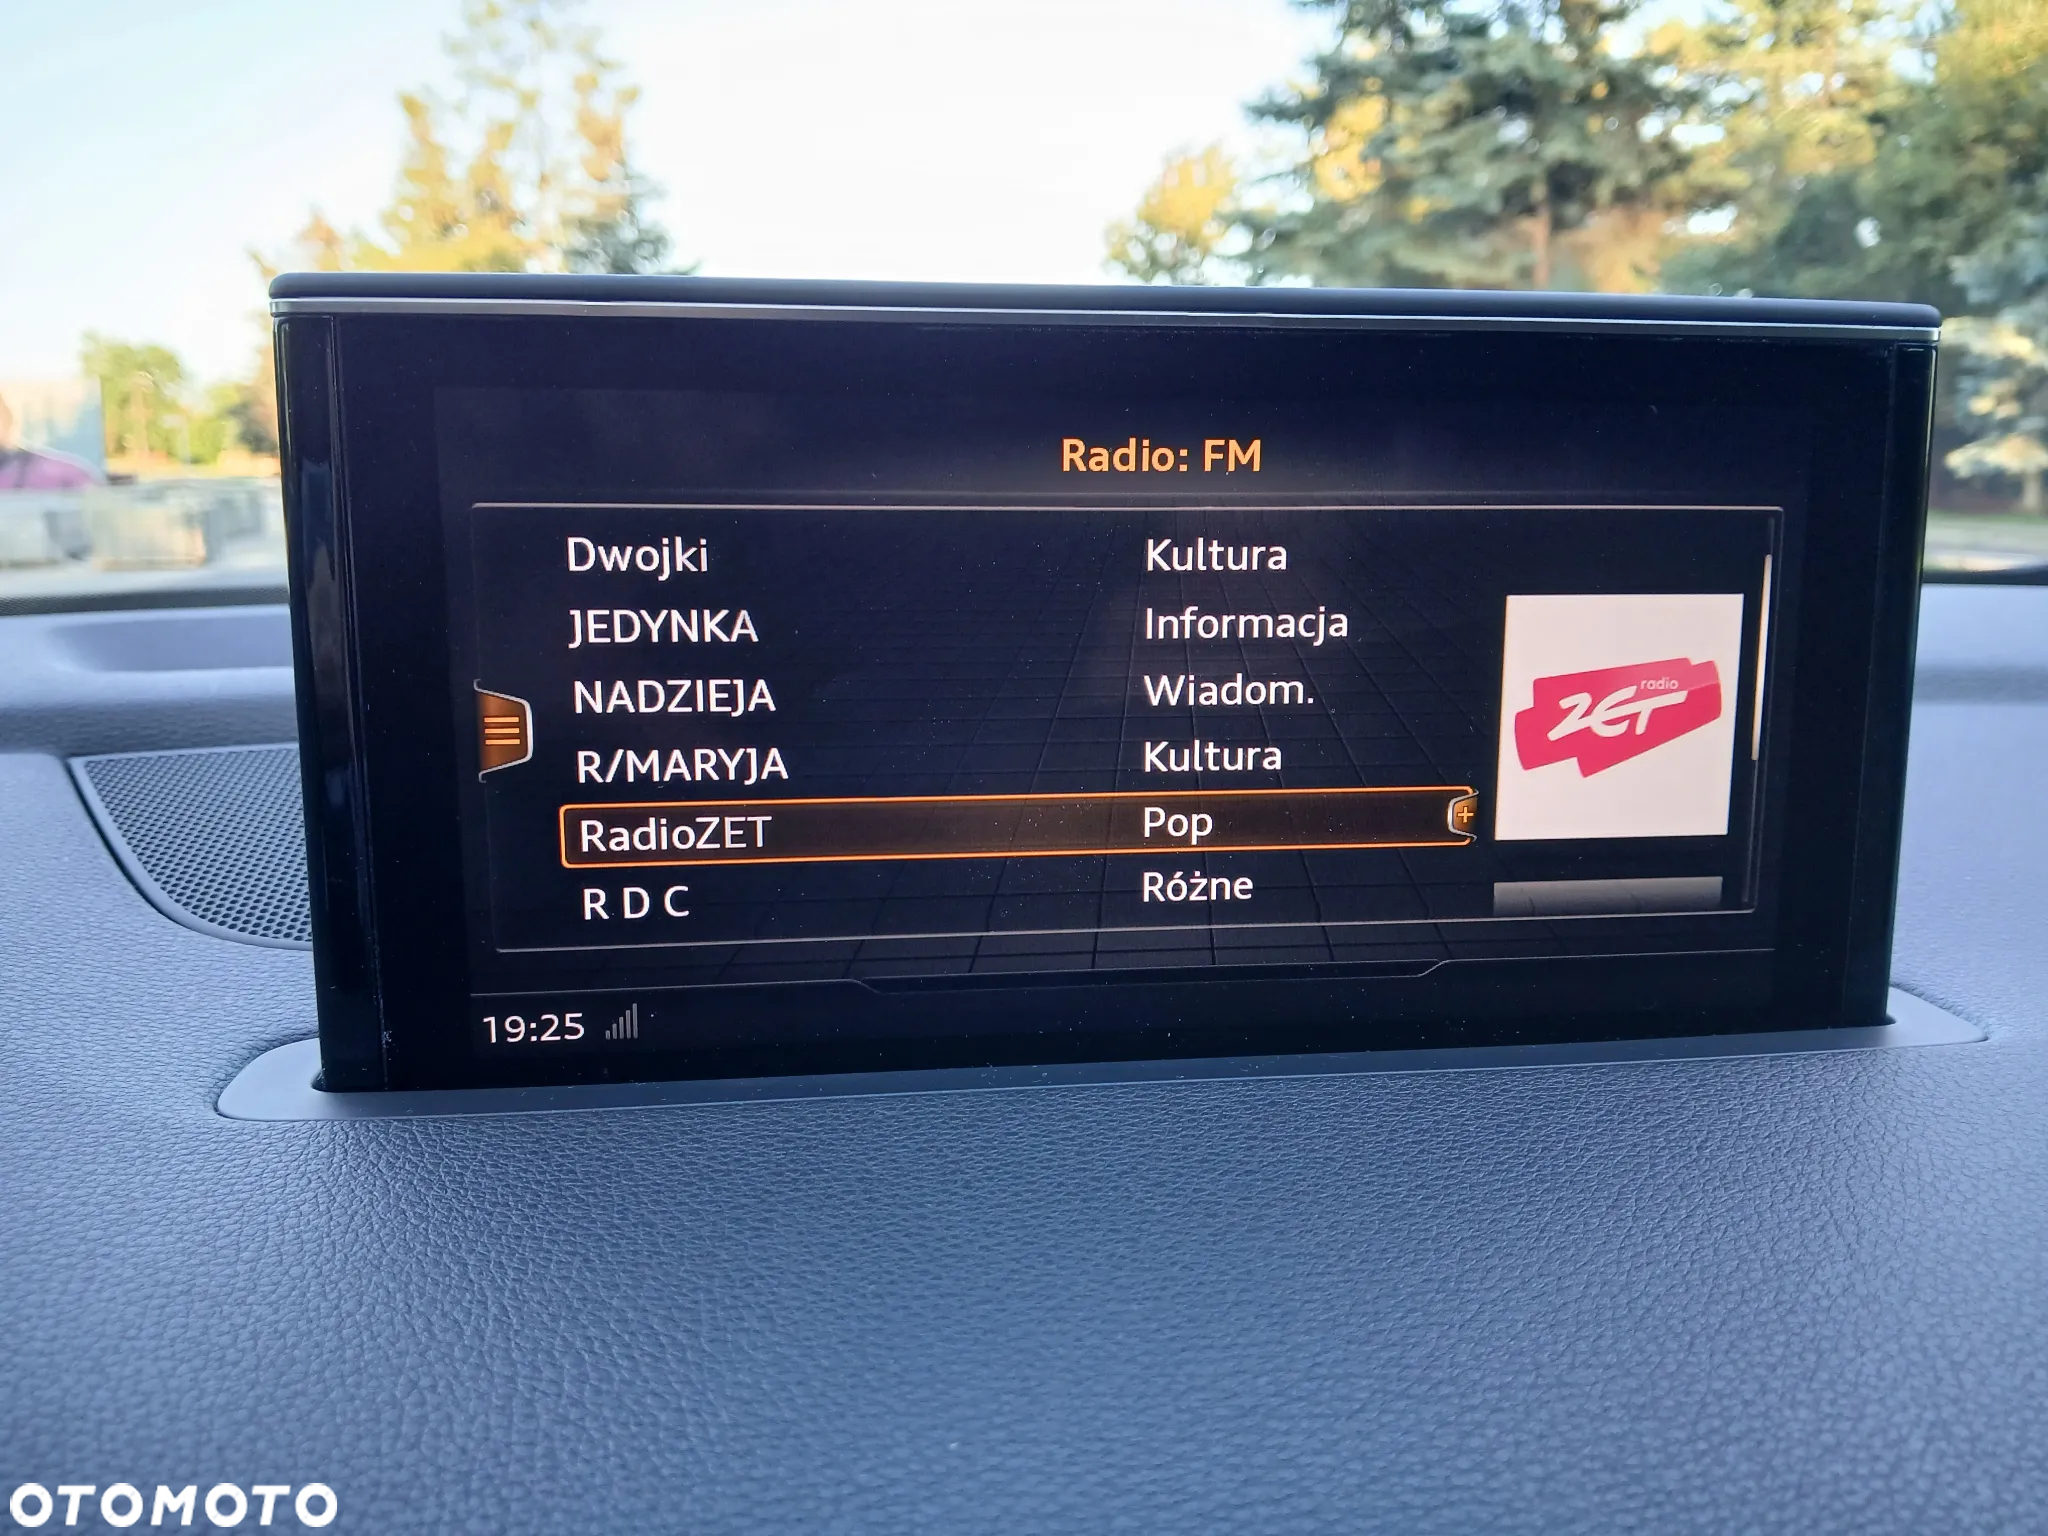 Radio: FM
Dwojki Kultura
JEDYNKA Informacja
NADZIEJA Wiadom.
R/MARYJA Kultura
RadioZET Pop
R D C Różne
radio
ZET
19:25
OTOMOTO